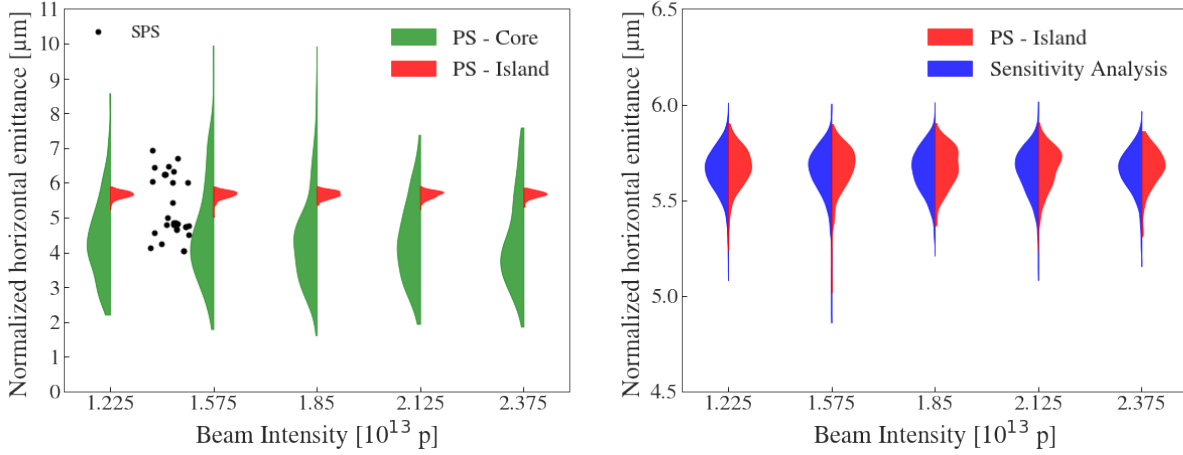 Normalized horizontal emittance [μm]
11
10
9
8
7
6
5
4
3
2
1
0
SPS
PS - Core
PS - Island
1.225 1.575 1.85 2.125 2.375
Beam Intensity [10¹³ p]
Normalized horizontal emittance [μm]
6.5
6.0
5.5
5.0
4.5
PS - Island
Sensitivity Analysis
1.225 1.575 1.85 2.125 2.375
Beam Intensity [10¹³ p]